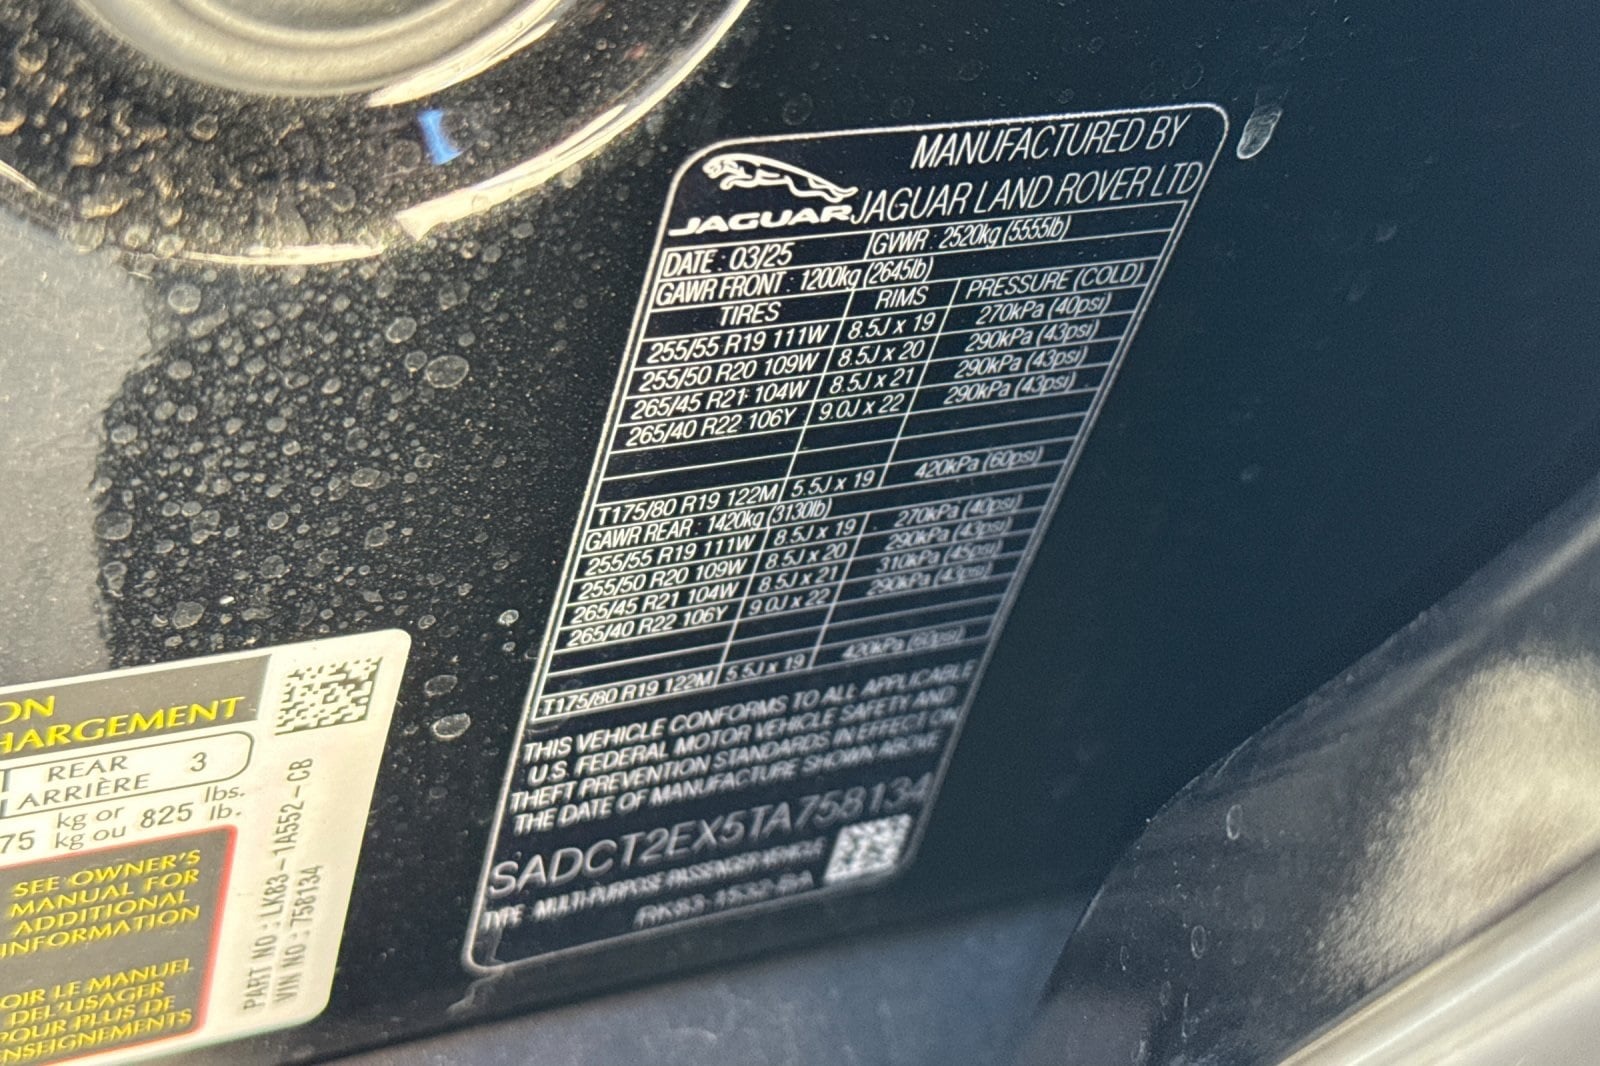 JAGUAR
MANUFACTURED BY
JAGUAR LAND ROVER LTD
DATE : 03/25 GVWR : 2520kg (5555lb)
GAWR FRONT : 1200kg (2645lb)
TIRES RIMS PRESSURE (COLD)
255/55 R19 111W 8.5J x 19 270kPa (40psi)
255/50 R20 109W 8.5J x 20 290kPa (43psi)
265/45 R21 104W 8.5J x 21 290kPa (43psi)
265/40 R22 106Y 9.0J x 22 290kPa (43psi)
T175/80 R19 122M 5.5J x 19 420kPa (60psi)
GAWR REAR : 1420kg (3130lb)
255/55 R19 111W 8.5J x 19 270kPa (40psi)
255/50 R20 109W 8.5J x 20 290kPa (43psi)
265/45 R21 104W 8.5J x 21 310kPa (45psi)
265/40 R22 106Y 9.0J x 22 290kPa (43psi)
T175/80 R19 122M 5.5J x 19 420kPa (60psi)
THIS VEHICLE CONFORMS TO ALL APPLICABLE
U.S. FEDERAL MOTOR VEHICLE SAFETY AND
THEFT PREVENTION STANDARDS IN EFFECT ON
THE DATE OF MANUFACTURE SHOWN ABOVE
SADCT2EX5TA758134
TYPE : MULTI-PURPOSE PASSENGER VEHICLE
RK83-1532-BA
ON
HARGEMENT
REAR 3
ARRIÈRE
75 kg or 825 lbs.
kg ou lb.
SEE OWNER'S
MANUAL FOR
ADDITIONAL
INFORMATION
OIR LE MANUEL
DEL'USAGER
POUR PLUS DE
ENSEIGNEMENTS
PART NO : LK83-1A552-CB
VIN NO : 758134